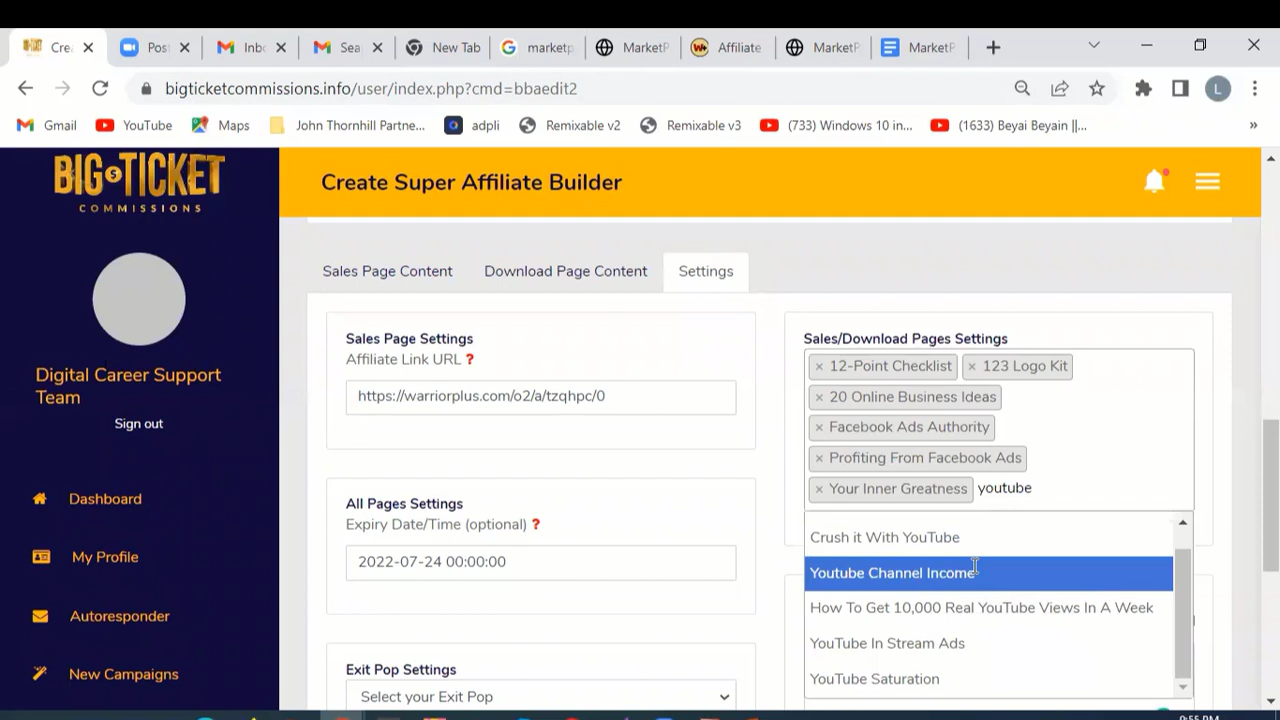 Cre
Pos
Inb
Sea
New Tab
marketp
MarketP
Affiliate
MarketP
MarketP
bigticketcommissions.info/user/index.php?cmd=bbaedit2
L
Gmail
YouTube
Maps
John Thornhill Partne...
adpli
Remixable v2
Remixable v3
(733) Windows 10 in...
(1633) Beyai Beyain ||...
»
BIG TICKET
COMMISSIONS
Create Super Affiliate Builder
Digital Career Support
Team
Sign out
Dashboard
My Profile
Autoresponder
New Campaigns
Sales Page Content
Download Page Content
Settings
Sales Page Settings
Affiliate Link URL ?
https://warriorplus.com/o2/a/tzqhpc/0
All Pages Settings
Expiry Date/Time (optional) ?
2022-07-24 00:00:00
Exit Pop Settings
Select your Exit Pop
Sales/Download Pages Settings
× 12-Point Checklist × 123 Logo Kit
× 20 Online Business Ideas
× Facebook Ads Authority
× Profiting From Facebook Ads
× Your Inner Greatness youtube
Crush it With YouTube
Youtube Channel Income
How To Get 10,000 Real YouTube Views In A Week
YouTube In Stream Ads
YouTube Saturation
9:55 PM